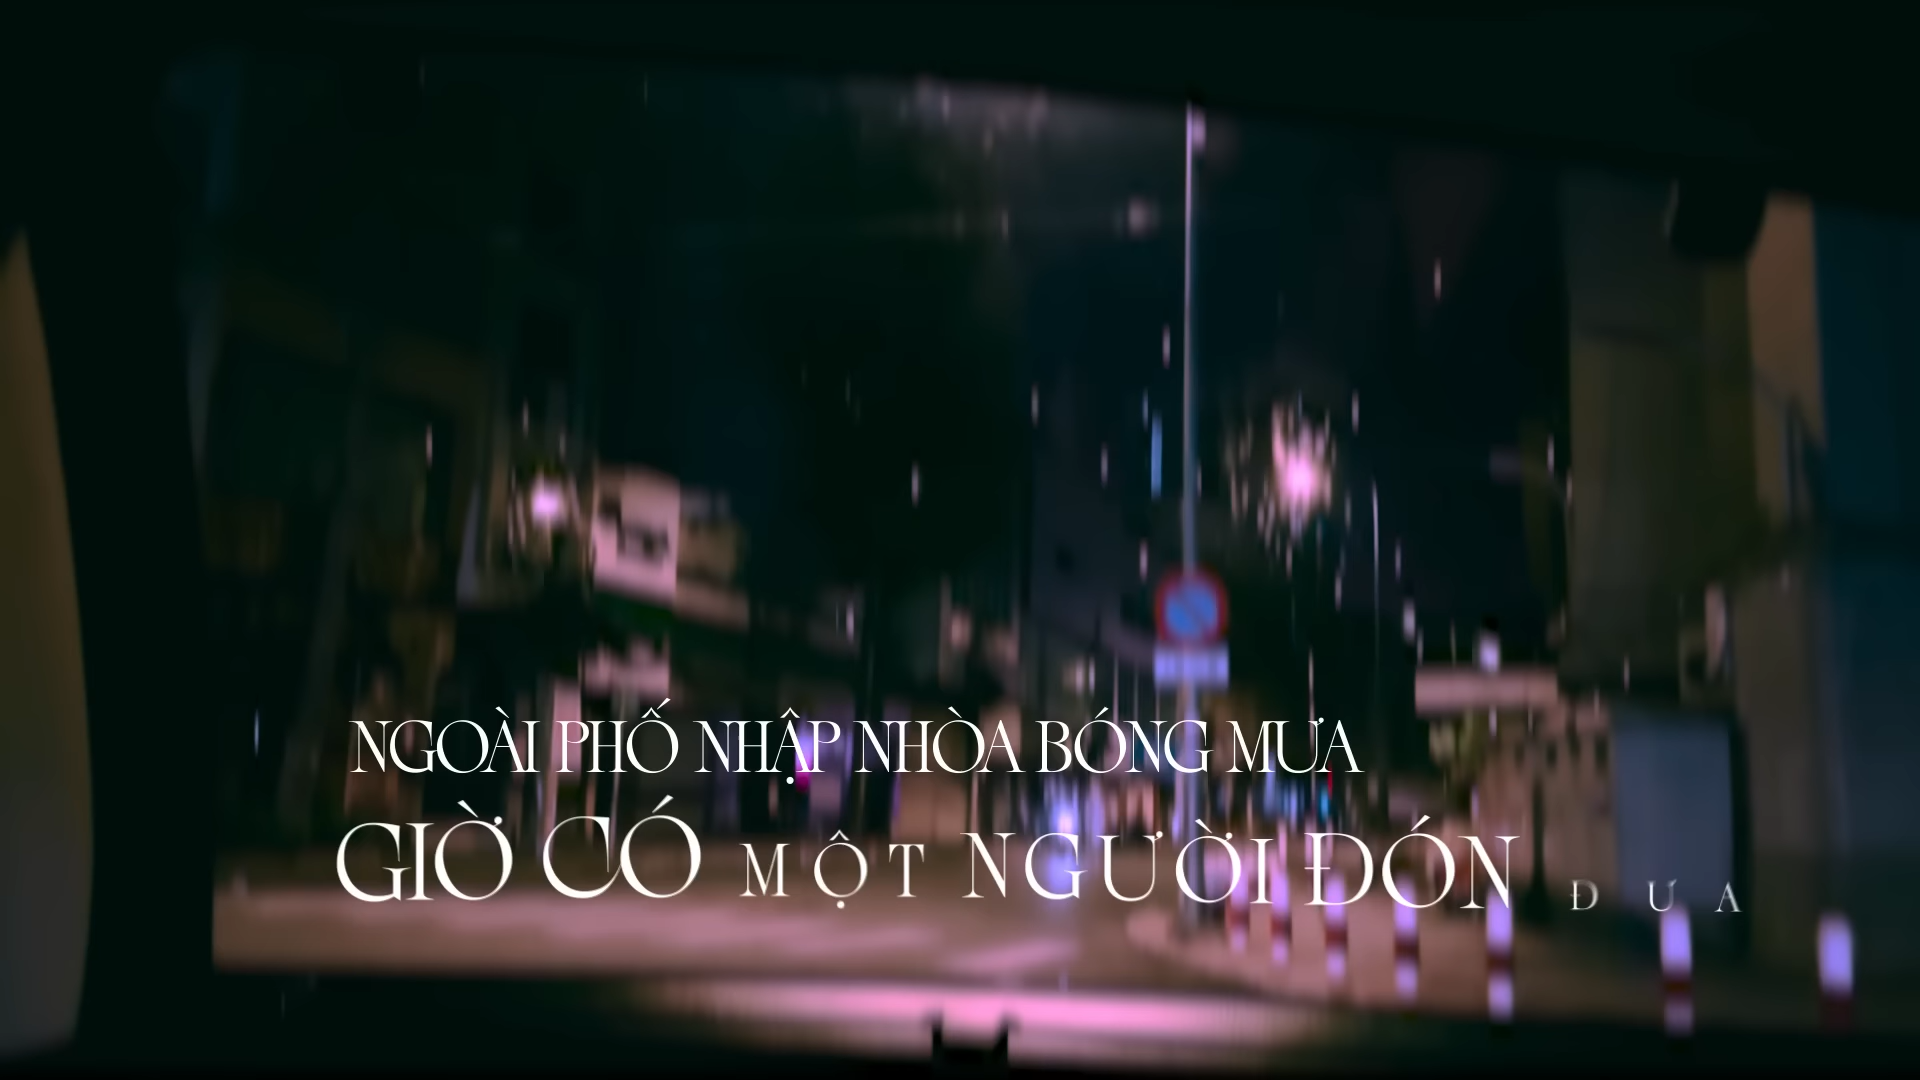 NGOÀI PHỐ NHẬP NHÒA BÓNG MƯA
GIỜ CÓ MỘT NGƯỜI ĐÓN ĐƯA